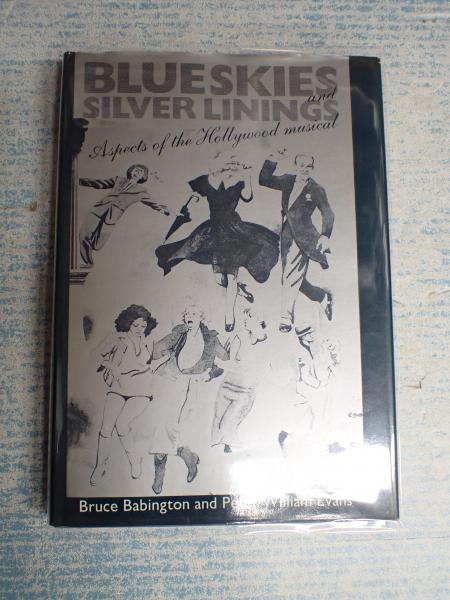 BLUE SKIES
and
SILVER LININGS
Aspects of the Hollywood musical
Bruce Babington and Peter William Evans